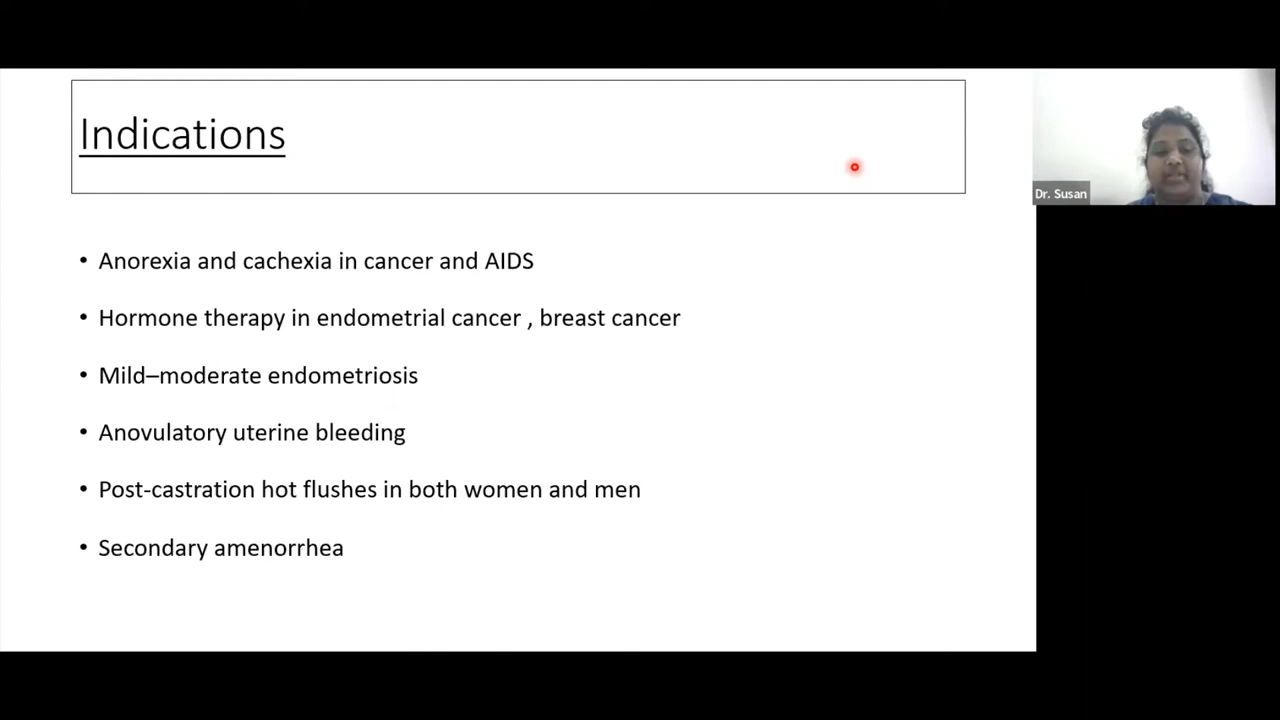 Indications
Dr. Susan
• Anorexia and cachexia in cancer and AIDS
• Hormone therapy in endometrial cancer , breast cancer
• Mild–moderate endometriosis
• Anovulatory uterine bleeding
• Post-castration hot flushes in both women and men
• Secondary amenorrhea